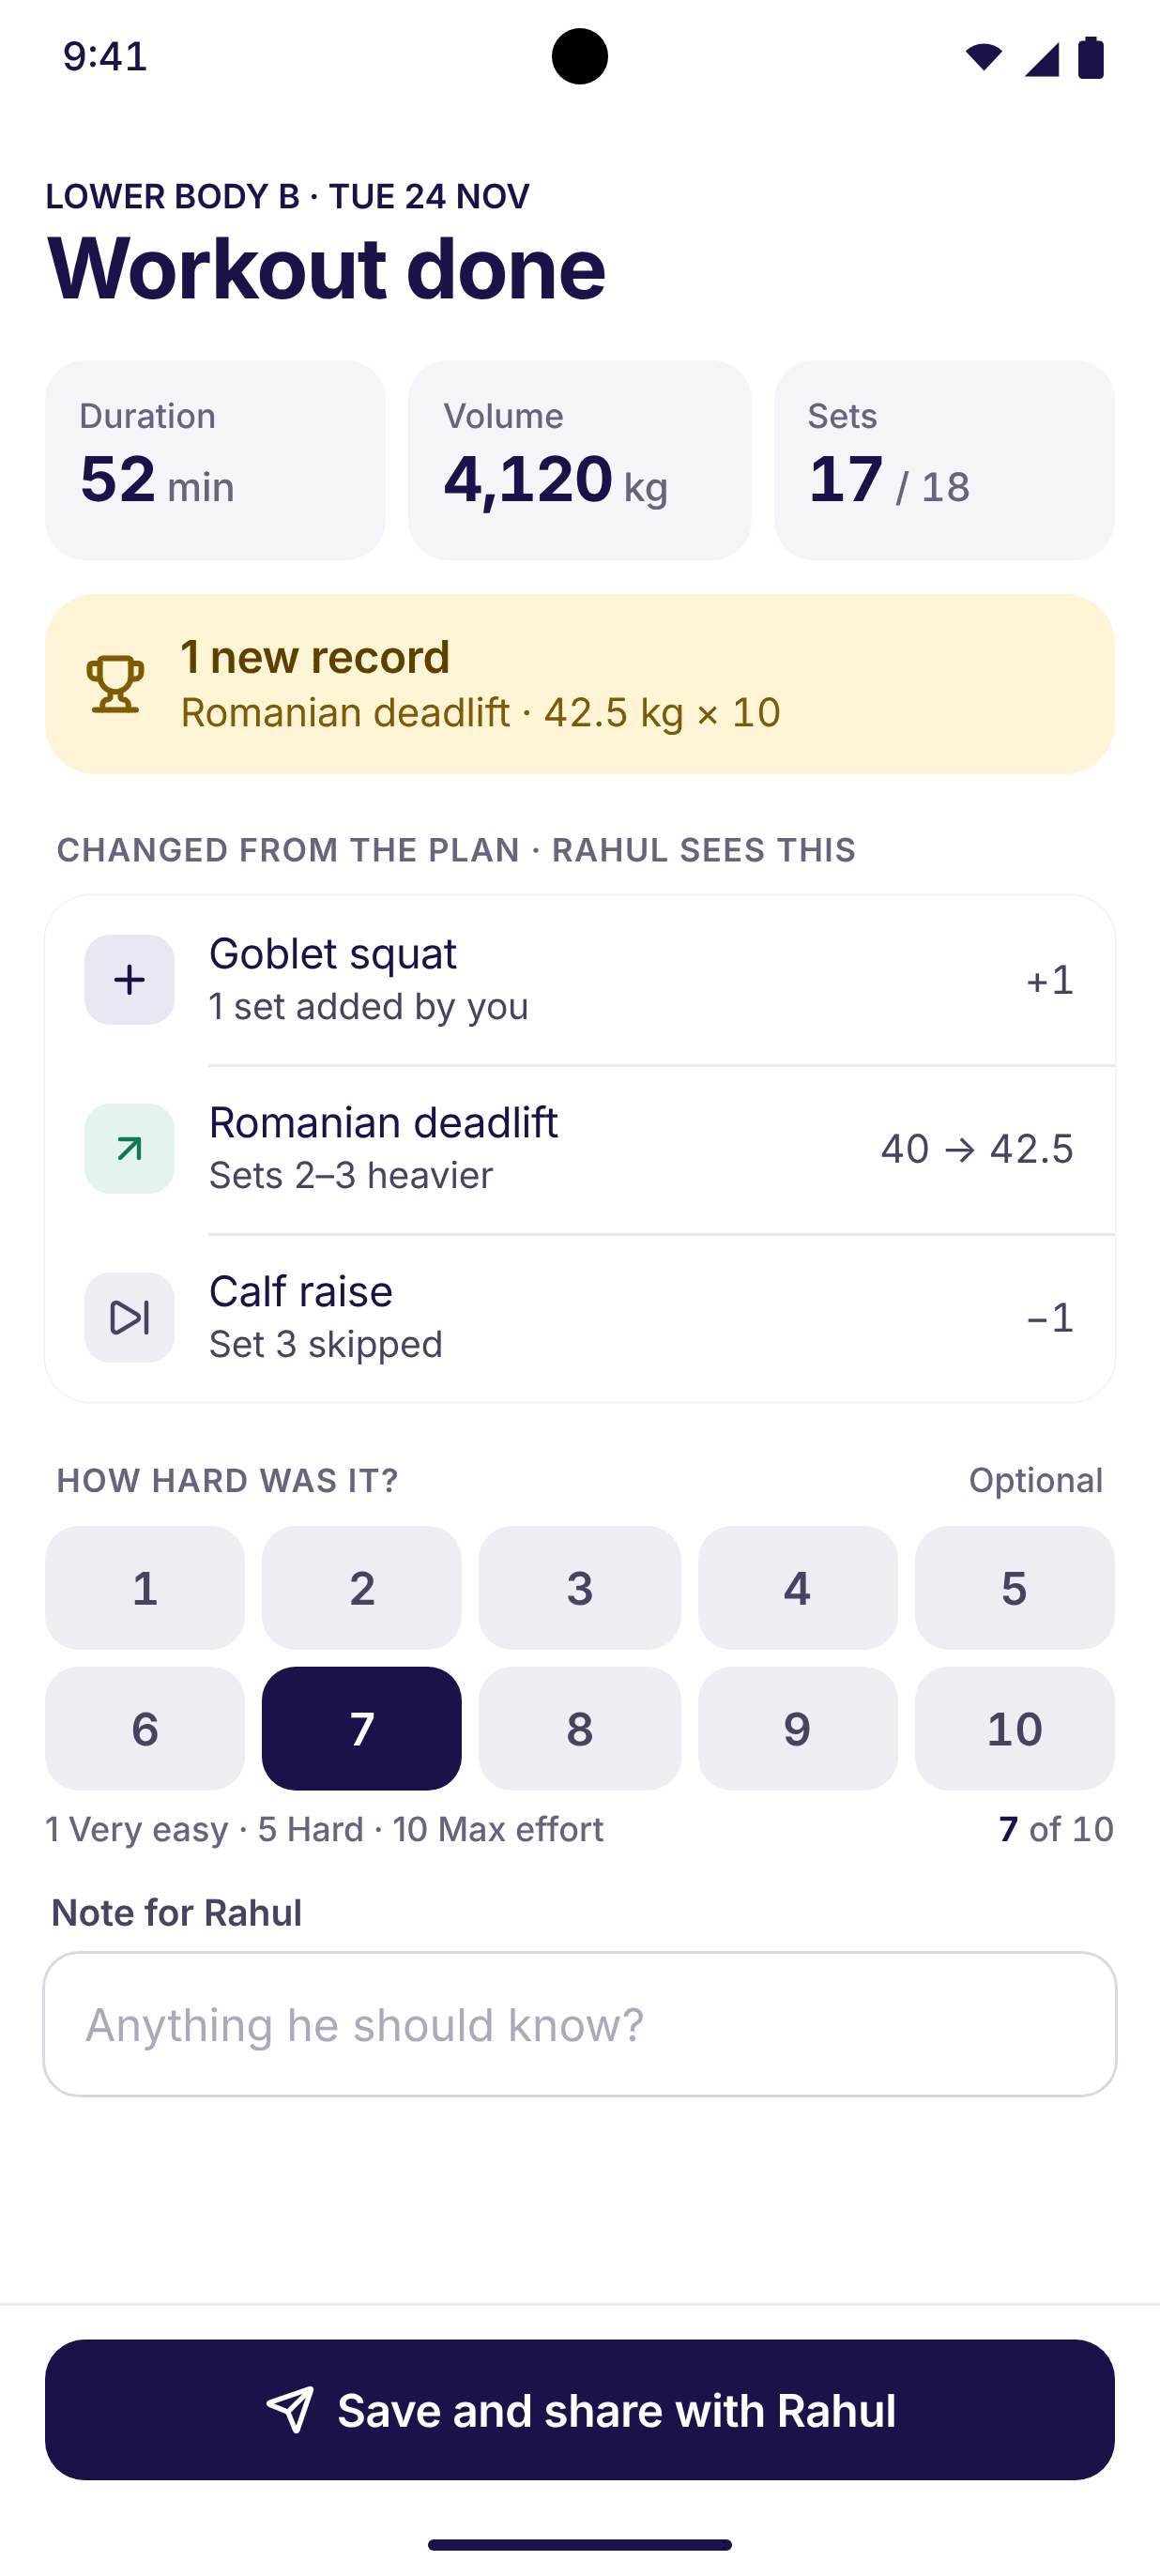 9:41
LOWER BODY B · TUE 24 NOV
Workout done
Duration
52 min
Volume
4,120 kg
Sets
17 / 18
1 new record
Romanian deadlift · 42.5 kg × 10
CHANGED FROM THE PLAN · RAHUL SEES THIS
Goblet squat
1 set added by you
+1
Romanian deadlift
Sets 2–3 heavier
40 → 42.5
Calf raise
Set 3 skipped
−1
HOW HARD WAS IT?
Optional
1 2 3 4 5
6 7 8 9 10
1 Very easy · 5 Hard · 10 Max effort
7 of 10
Note for Rahul
Anything he should know?
Save and share with Rahul